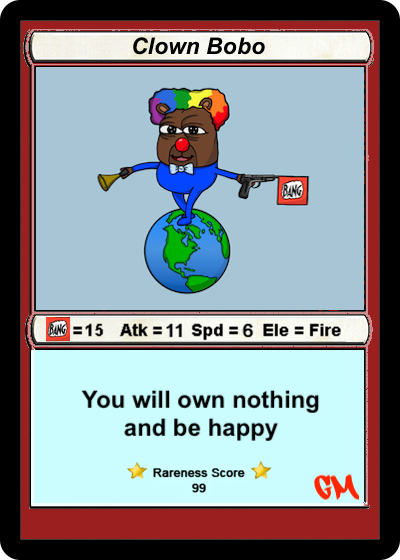 Clown Bobo
BANG
BANG =15 Atk =11 Spd = 6 Ele = Fire
You will own nothing
and be happy
Rareness Score
99
GM